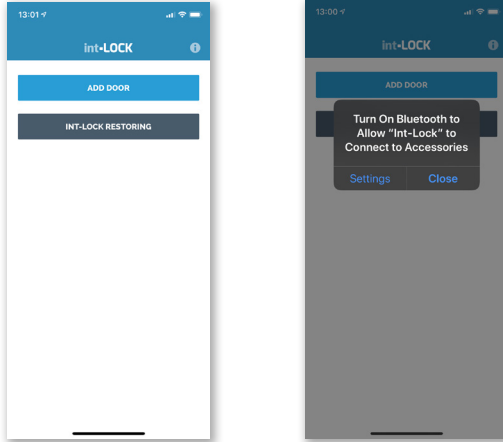 13:01
int-LOCK
ADD DOOR
INT-LOCK RESTORING
13:00
int-LOCK
ADD DOOR
Turn On Bluetooth to
Allow “Int-Lock” to
Connect to Accessories
Settings
Close